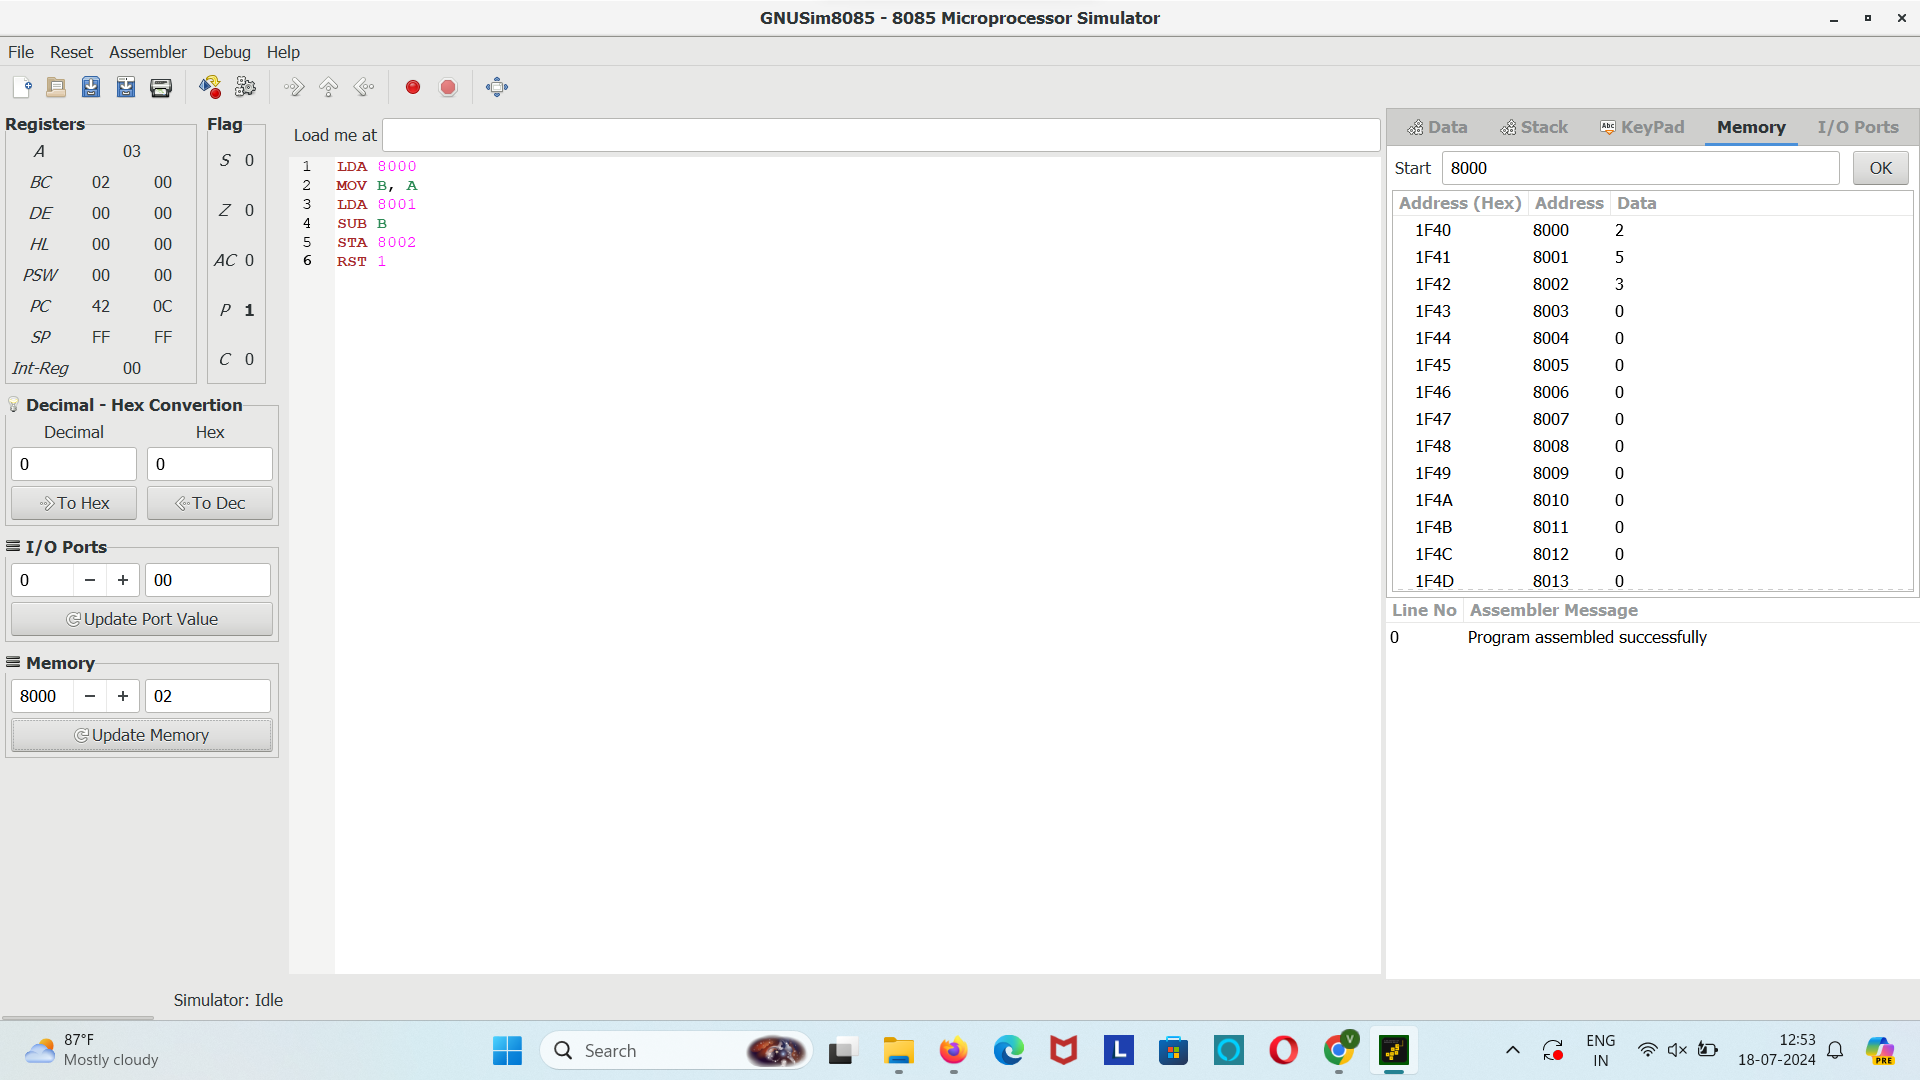 GNUSim8085 - 8085 Microprocessor Simulator
File Reset Assembler Debug Help
Registers
A 03
BC 02 00
DE 00 00
HL 00 00
PSW 00 00
PC 42 0C
SP FF FF
Int-Reg 00
Flag
S 0
Z 0
AC 0
P 1
C 0
Decimal - Hex Convertion
Decimal Hex
0 0
To Hex To Dec
I/O Ports
0 − + 00
Update Port Value
Memory
8000 − + 02
Update Memory
Load me at
1 LDA 8000
2 MOV B, A
3 LDA 8001
4 SUB B
5 STA 8002
6 RST 1
Data Stack Abc KeyPad Memory I/O Ports
Start 8000 OK
Address (Hex) Address Data
1F40 8000 2
1F41 8001 5
1F42 8002 3
1F43 8003 0
1F44 8004 0
1F45 8005 0
1F46 8006 0
1F47 8007 0
1F48 8008 0
1F49 8009 0
1F4A 8010 0
1F4B 8011 0
1F4C 8012 0
1F4D 8013 0
Line No Assembler Message
0 Program assembled successfully
Simulator: Idle
87°F
Mostly cloudy
Search
L
V
ENG
IN
12:53
18-07-2024
PRE